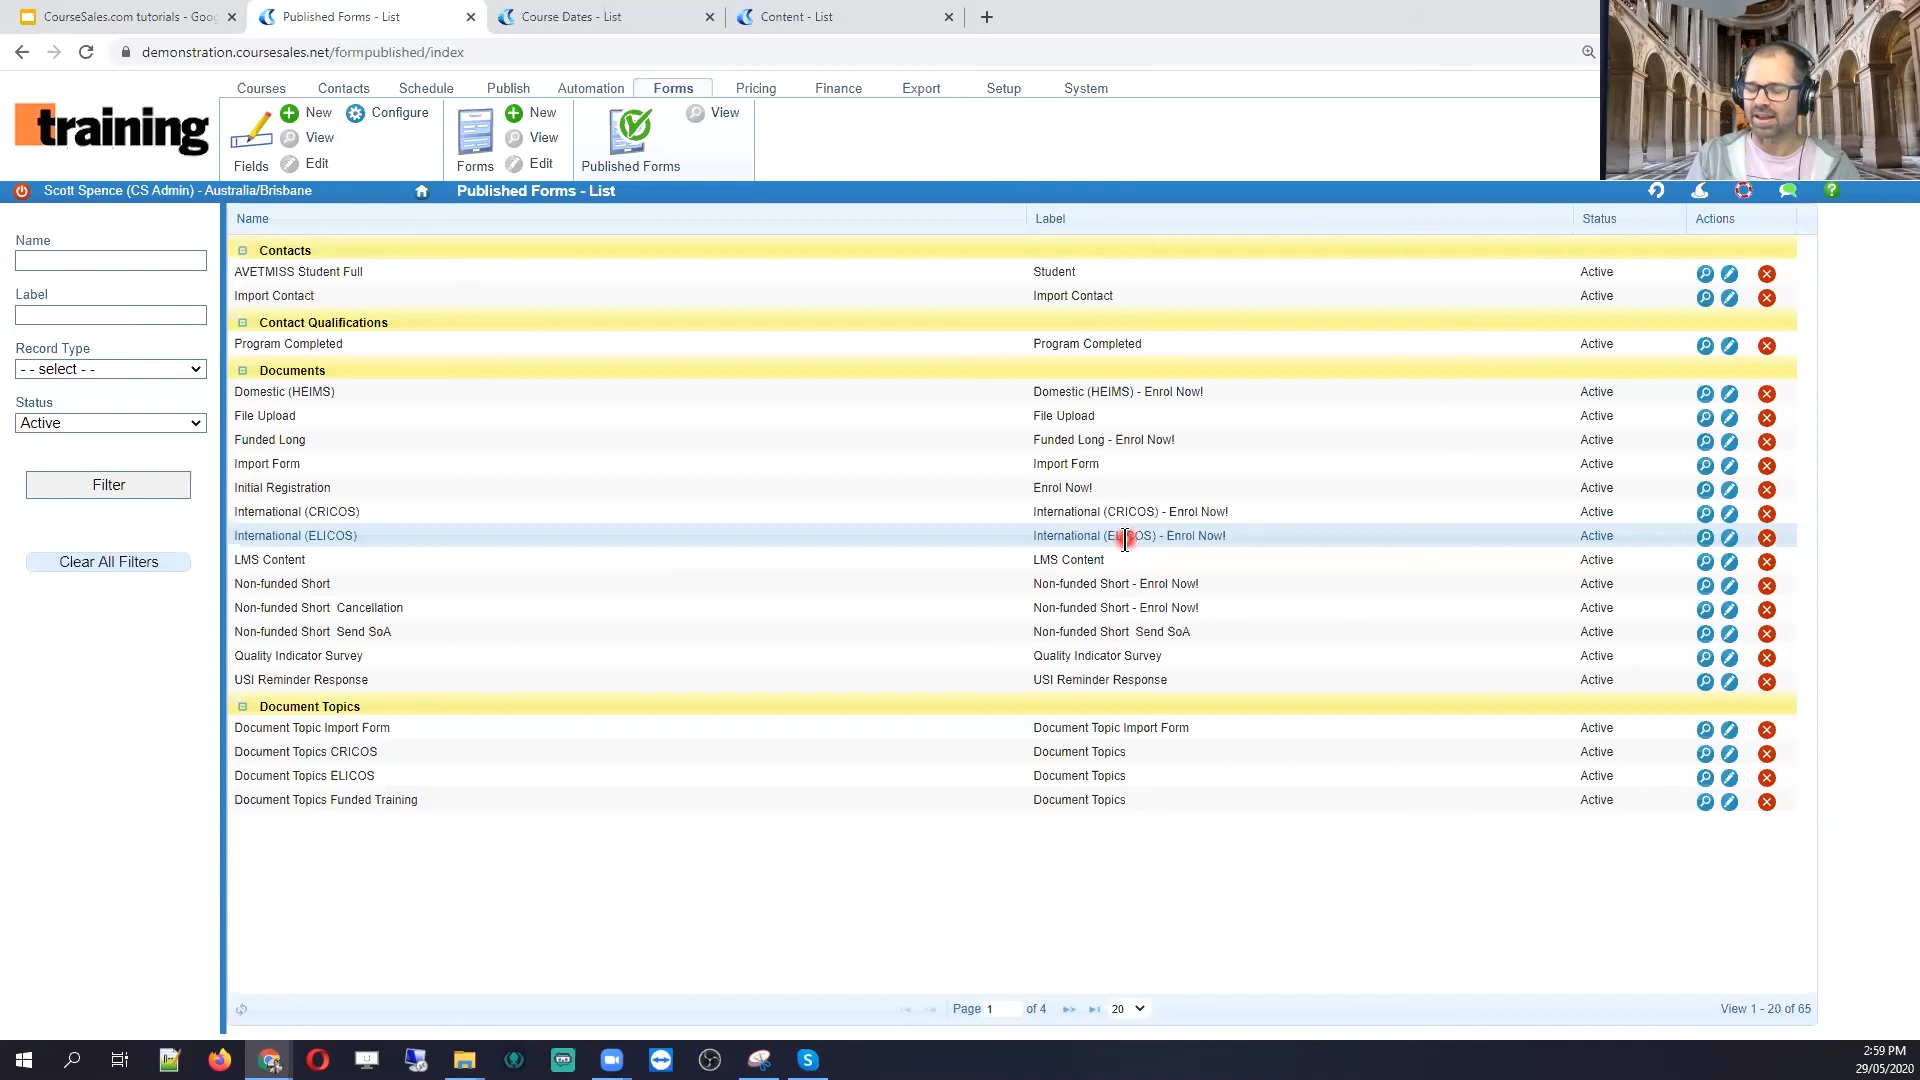 CourseSales.com tutorials - Goo
Published Forms - List
Course Dates - List
Content - List
demonstration.coursesales.net/formpublished/index
Courses Contacts Schedule Publish Automation Forms Pricing Finance Export Setup System
training
New Configure
View
Edit
Fields
New
View
Edit
Forms
View
Published Forms
Scott Spence (CS Admin) - Australia/Brisbane
Published Forms - List
Name
Label
Record Type
- - select - -
Status
Active
Filter
Clear All Filters
Name Label Status Actions
Contacts
AVETMISS Student Full Student Active
Import Contact Import Contact Active
Contact Qualifications
Program Completed Program Completed Active
Documents
Domestic (HEIMS) Domestic (HEIMS) - Enrol Now! Active
File Upload File Upload Active
Funded Long Funded Long - Enrol Now! Active
Import Form Import Form Active
Initial Registration Enrol Now! Active
International (CRICOS) International (CRICOS) - Enrol Now! Active
International (ELICOS) International (ELICOS) - Enrol Now! Active
LMS Content LMS Content Active
Non-funded Short Non-funded Short - Enrol Now! Active
Non-funded Short Cancellation Non-funded Short - Enrol Now! Active
Non-funded Short Send SoA Non-funded Short Send SoA Active
Quality Indicator Survey Quality Indicator Survey Active
USI Reminder Response USI Reminder Response Active
Document Topics
Document Topic Import Form Document Topic Import Form Active
Document Topics CRICOS Document Topics Active
Document Topics ELICOS Document Topics Active
Document Topics Funded Training Document Topics Active
Page 1 of 4 20
View 1 - 20 of 65
2:59 PM
29/05/2020